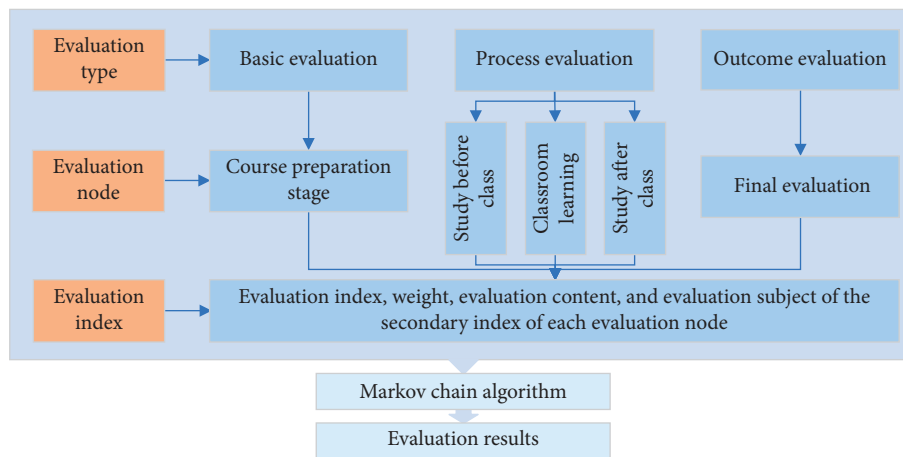 Evaluation
type
Basic evaluation
Process evaluation
Outcome evaluation
Evaluation
node
Course preparation
stage
Study before
class
Classroom
learning
Study after
class
Final evaluation
Evaluation
index
Evaluation index, weight, evaluation content, and evaluation subject of the
secondary index of each evaluation node
Markov chain algorithm
Evaluation results